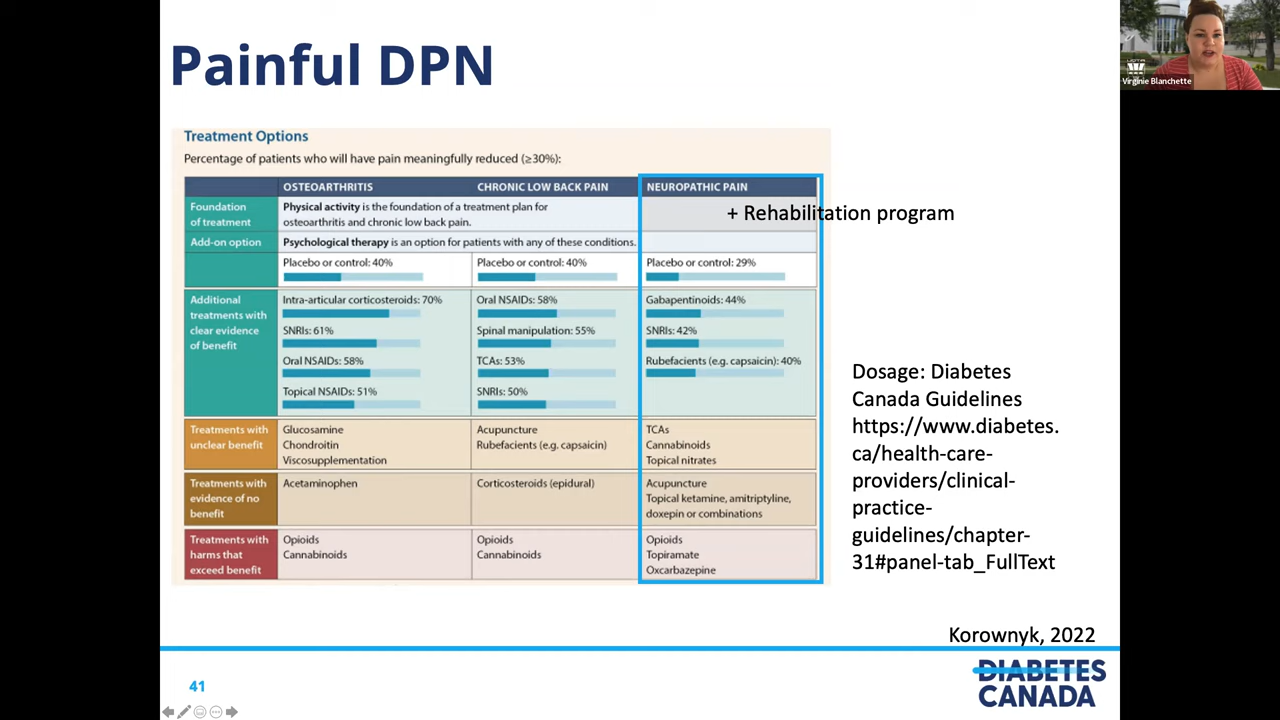 Painful DPN
Treatment Options
Percentage of patients who will have pain meaningfully reduced (≥30%):
OSTEOARTHRITIS
CHRONIC LOW BACK PAIN
NEUROPATHIC PAIN
Foundation
of treatment
Physical activity is the foundation of a treatment plan for
osteoarthritis and chronic low back pain.
+ Rehabilitation program
Add-on option
Psychological therapy is an option for patients with any of these conditions.
Placebo or control: 40%
Placebo or control: 40%
Placebo or control: 29%
Additional
treatments with
clear evidence
of benefit
Intra-articular corticosteroids: 70%
SNRIs: 61%
Oral NSAIDs: 58%
Topical NSAIDs: 51%
Oral NSAIDs: 58%
Spinal manipulation: 55%
TCAs: 53%
SNRIs: 50%
Gabapentinoids: 44%
SNRIs: 42%
Rubefacients (e.g. capsaicin): 40%
Treatments with
unclear benefit
Glucosamine
Chondroitin
Viscosupplementation
Acupuncture
Rubefacients (e.g. capsaicin)
TCAs
Cannabinoids
Topical nitrates
Treatments with
evidence of no
benefit
Acetaminophen
Corticosteroids (epidural)
Acupuncture
Topical ketamine, amitriptyline,
doxepin or combinations
Treatments with
harms that
exceed benefit
Opioids
Cannabinoids
Opioids
Cannabinoids
Opioids
Topiramate
Oxcarbazepine
Dosage: Diabetes
Canada Guidelines
https://www.diabetes.
ca/health-care-
providers/clinical-
practice-
guidelines/chapter-
31#panel-tab_FullText
Korownyk, 2022
41
DIABETES
CANADA
UQTR
Virginie Blanchette